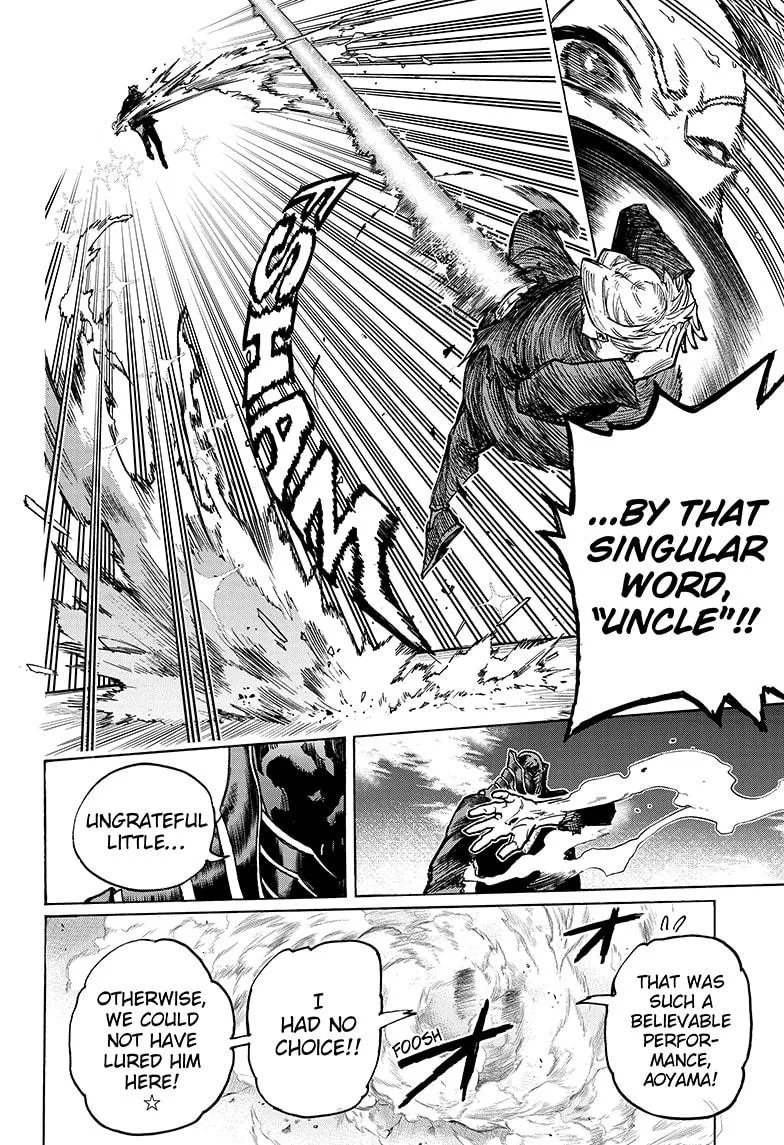 FSHAM
...BY THAT
SINGULAR
WORD,
"UNCLE"!!
UNGRATEFUL
LITTLE...
THAT WAS
SUCH A
BELIEVABLE
PERFOR-
MANCE,
AOYAMA!
I
HAD NO
CHOICE!!
FOOSH
OTHERWISE,
WE COULD
NOT HAVE
LURED HIM
HERE!
☆